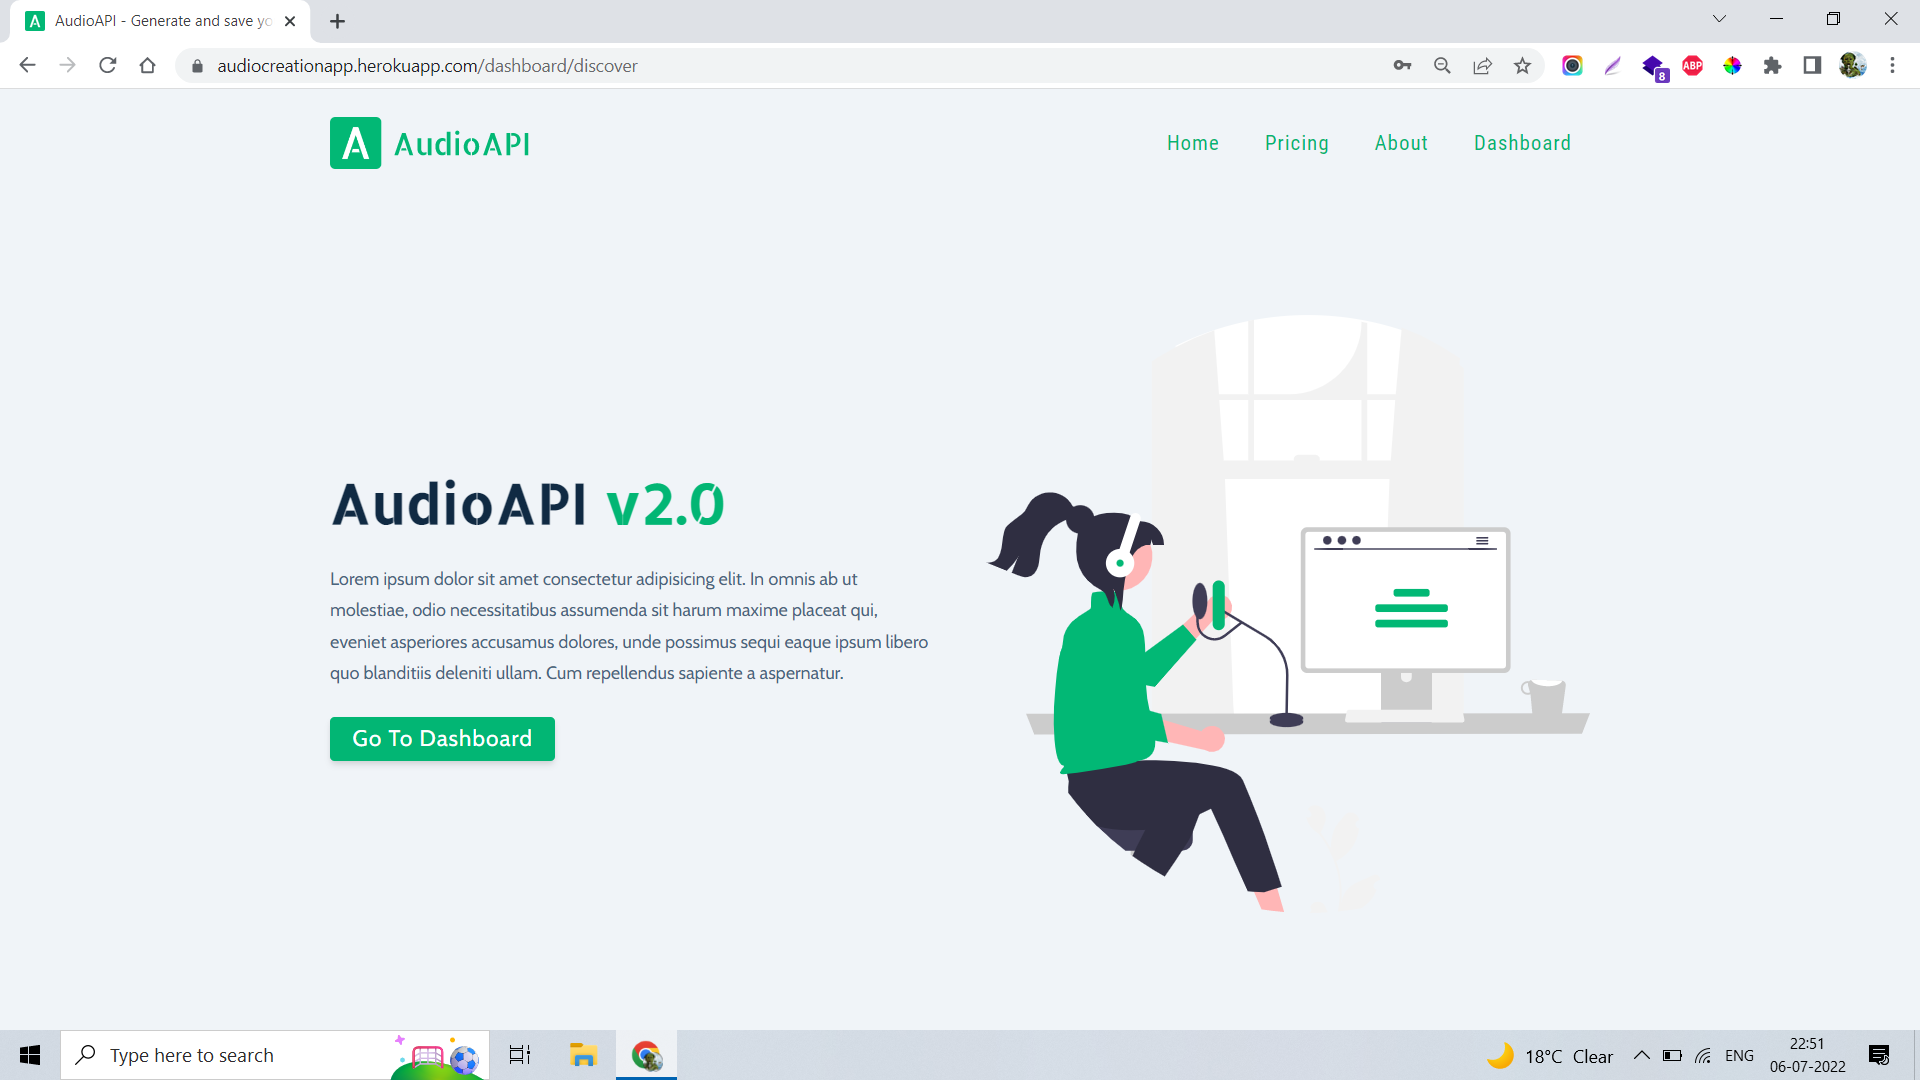 A AudioAPI - Generate and save yo
audiocreationapp.herokuapp.com/dashboard/discover
8
ABP
A AudioAPI
Home Pricing About Dashboard
AudioAPI v2.0
Lorem ipsum dolor sit amet consectetur adipisicing elit. In omnis ab ut
molestiae, odio necessitatibus assumenda sit harum maxime placeat qui,
eveniet asperiores accusamus dolores, unde possimus sequi eaque ipsum libero
quo blanditiis deleniti ullam. Cum repellendus sapiente a aspernatur.
Go To Dashboard
Type here to search
18°C Clear
ENG
22:51
06-07-2022